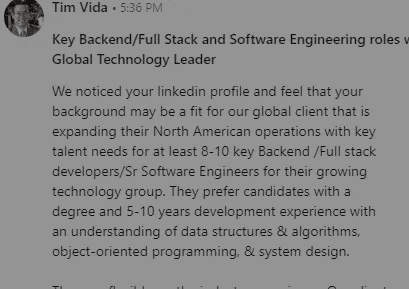 Tim Vida • 5:36 PM
Key Backend/Full Stack and Software Engineering roles
Global Technology Leader
We noticed your linkedin profile and feel that your
background may be a fit for our global client that is
expanding their North American operations with key
talent needs for at least 8-10 key Backend /Full stack
developers/Sr Software Engineers for their growing
technology group. They prefer candidates with a
degree and 5-10 years development experience with
an understanding of data structures & algorithms,
object-oriented programming, & system design.